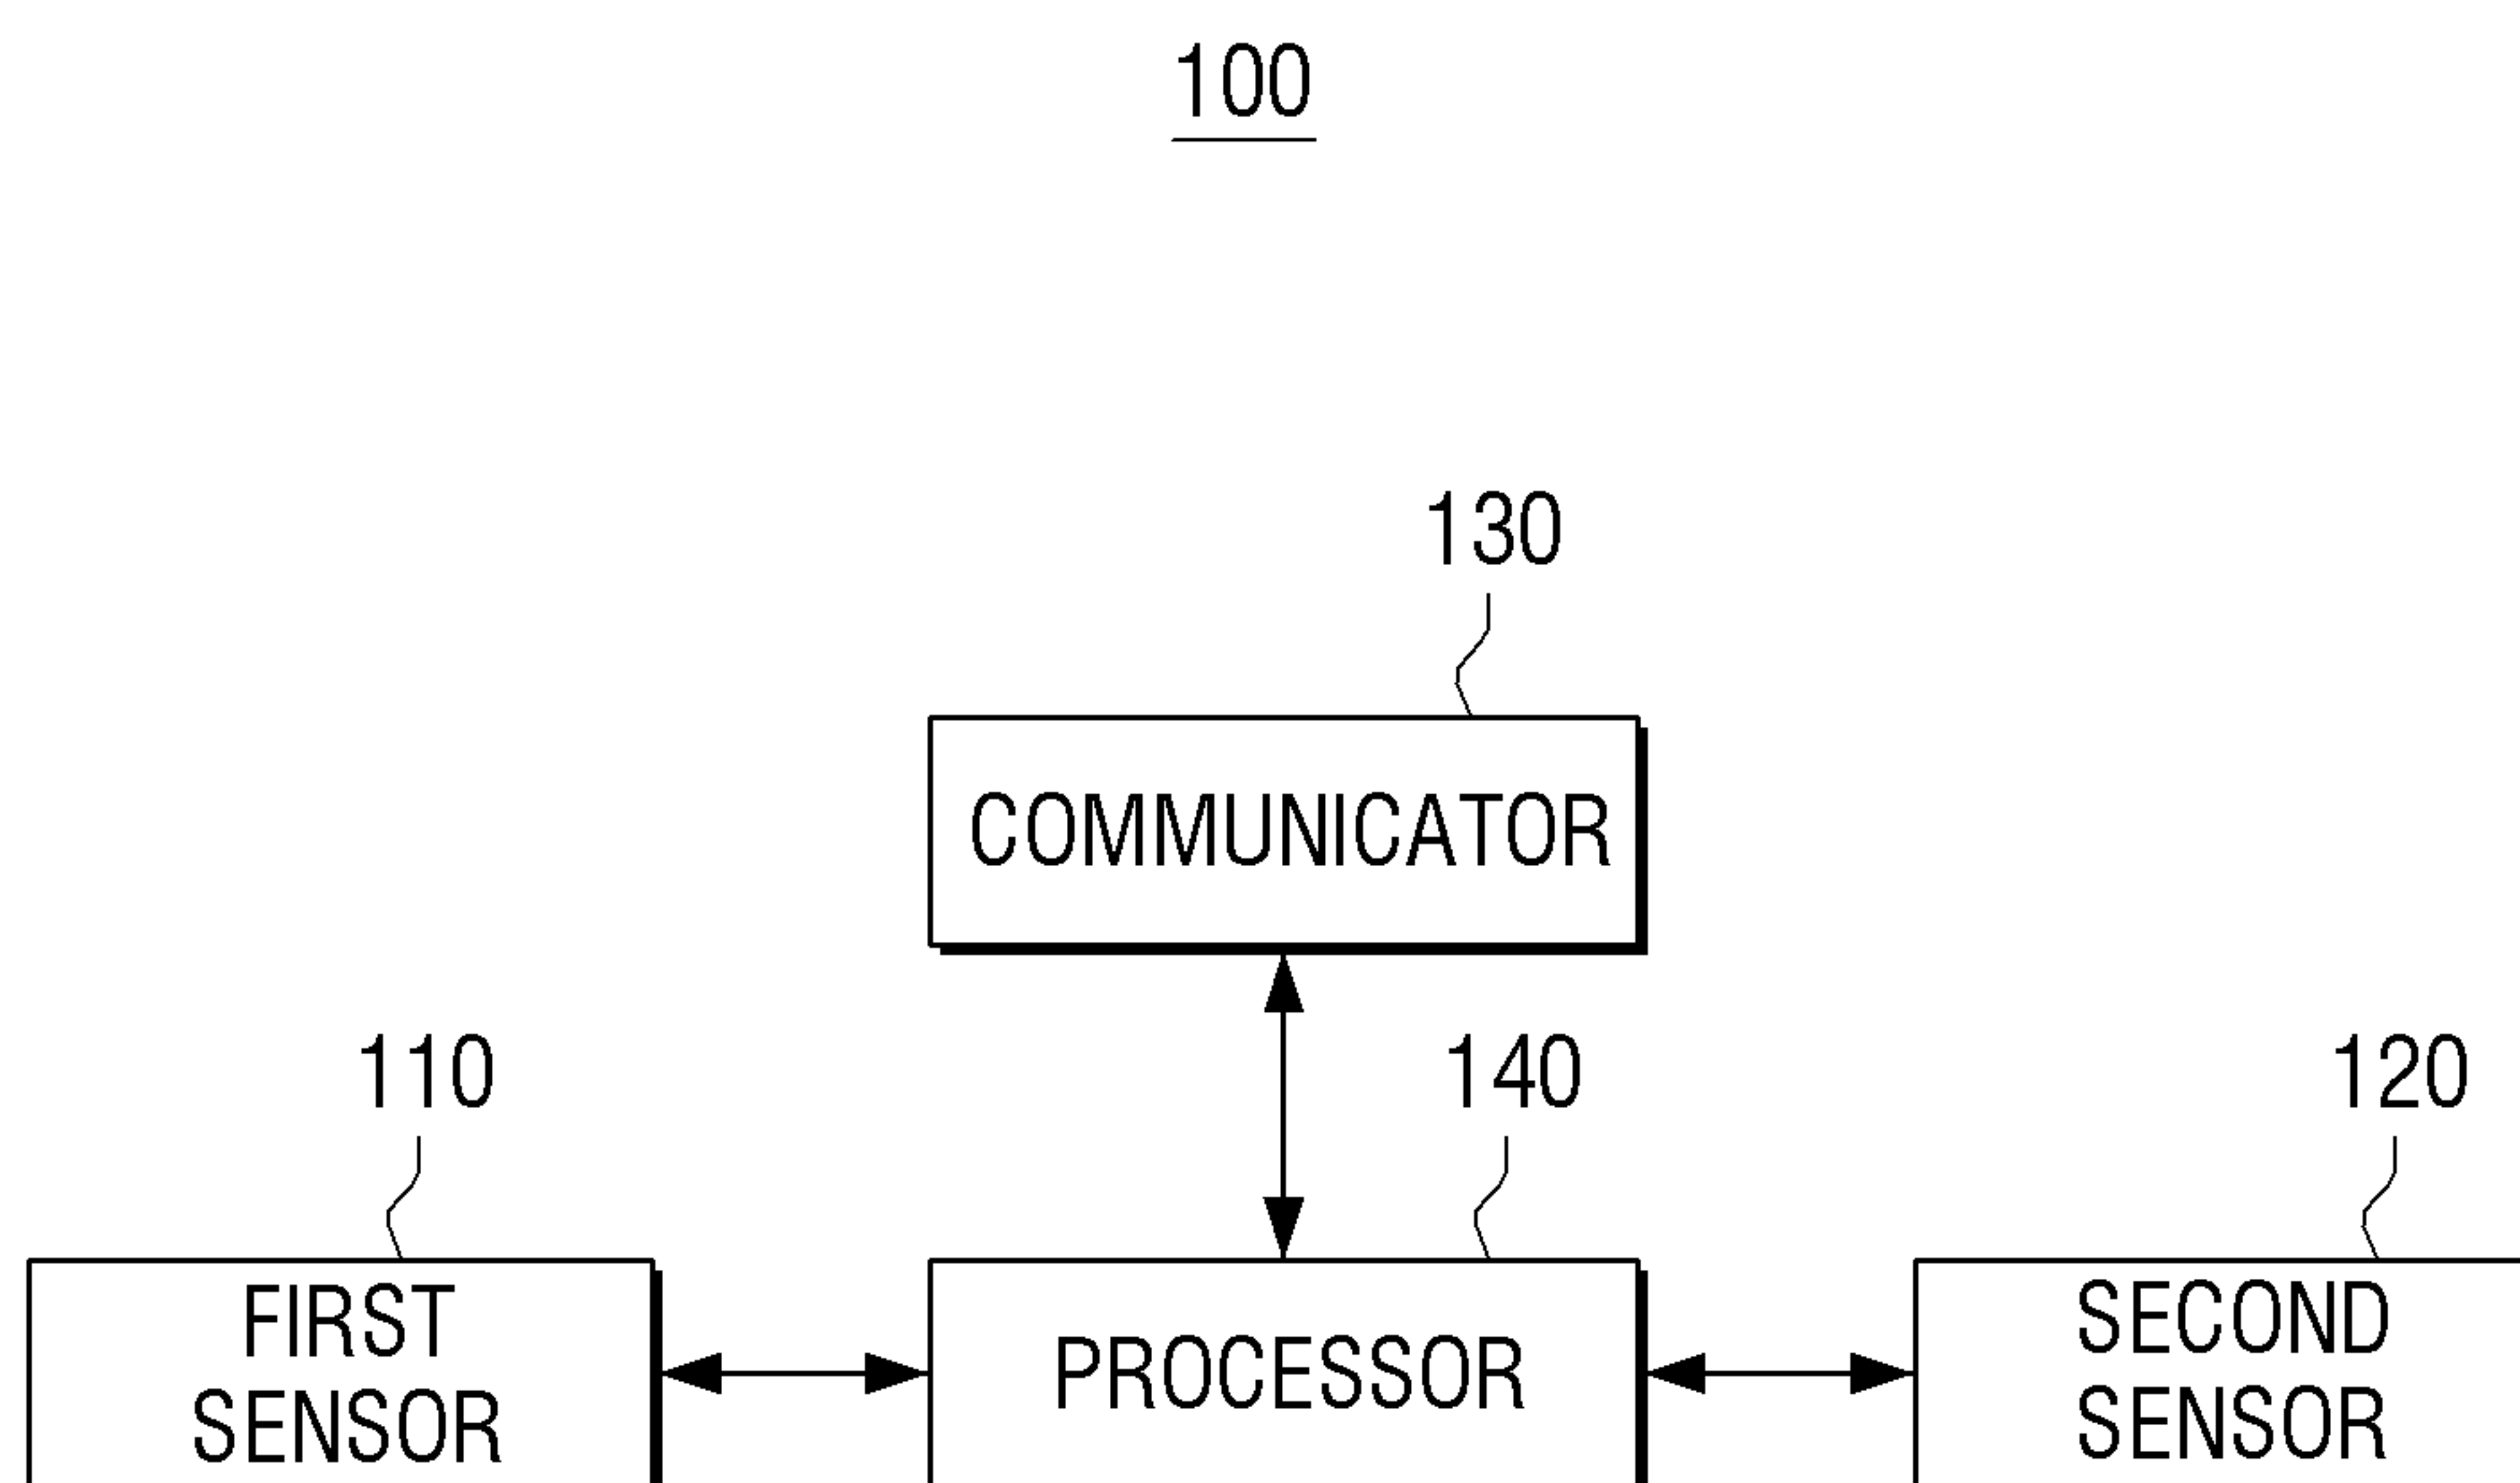 100
130
COMMUNICATOR
110
140
120
FIRST
SENSOR
PROCESSOR
SECOND
SENSOR